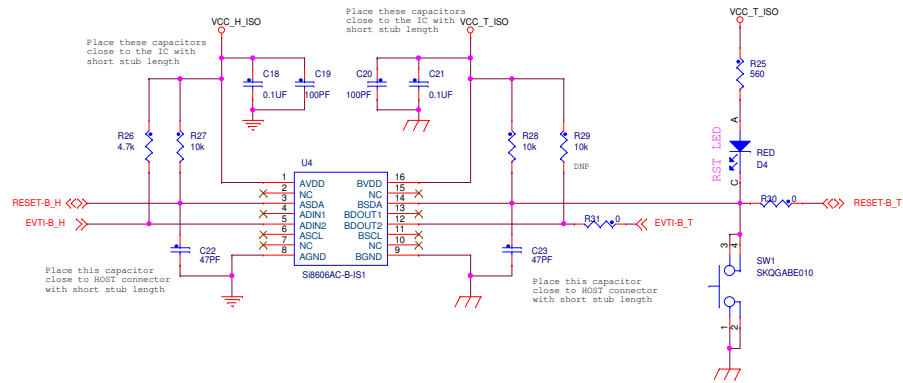 VCC_H_ISO
Place these capacitors
close to the IC with
short stub length
Place these capacitors
close to the IC with
short stub length
VCC_T_ISO
VCC_T_ISO
C18
0.1UF
C19
100PF
C20
100PF
C21
0.1UF
R25
560
R26
4.7k
R27
10k
R28
10k
R29
10k
DNP
RST LED
A
C
RED
D4
U4
1
2
3
4
5
6
7
8
AVDD
NC
ASDA
ADIN1
ADIN2
ASCL
NC
AGND
BVDD
NC
BSDA
BDOUT1
BDOUT2
BSCL
NC
BGND
16
15
14
13
12
11
10
9
Si8606AC-B-IS1
RESET-B_H
EVTI-B_H
R31
0
EVTI-B_T
R30
0
RESET-B_T
C22
47PF
C23
47PF
Place this capacitor
close to HOST connector
with short stub length
Place this capacitor
close to HOST connector
with short stub length
3
4
SW1
SKQGABE010
1
2